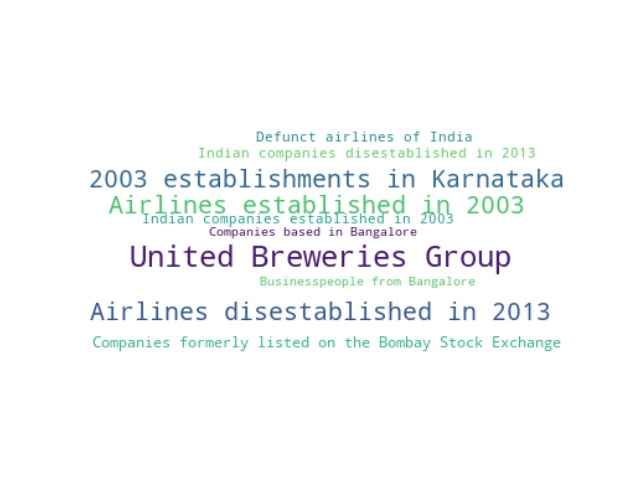 Defunct airlines of India
Indian companies disestablished in 2013
2003 establishments in Karnataka
Airlines established in 2003
Indian companies established in 2003
Companies based in Bangalore
United Breweries Group
Businesspeople from Bangalore
Airlines disestablished in 2013
Companies formerly listed on the Bombay Stock Exchange